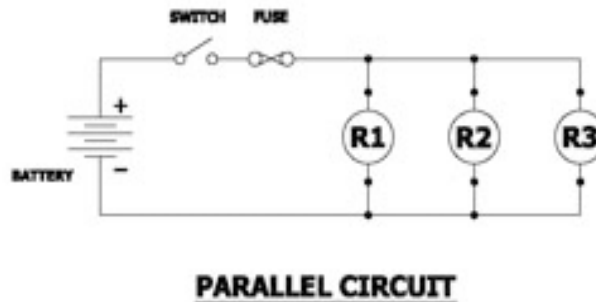 SWITCH FUSE
+
R1 R2 R3
BATTERY
−
PARALLEL CIRCUIT